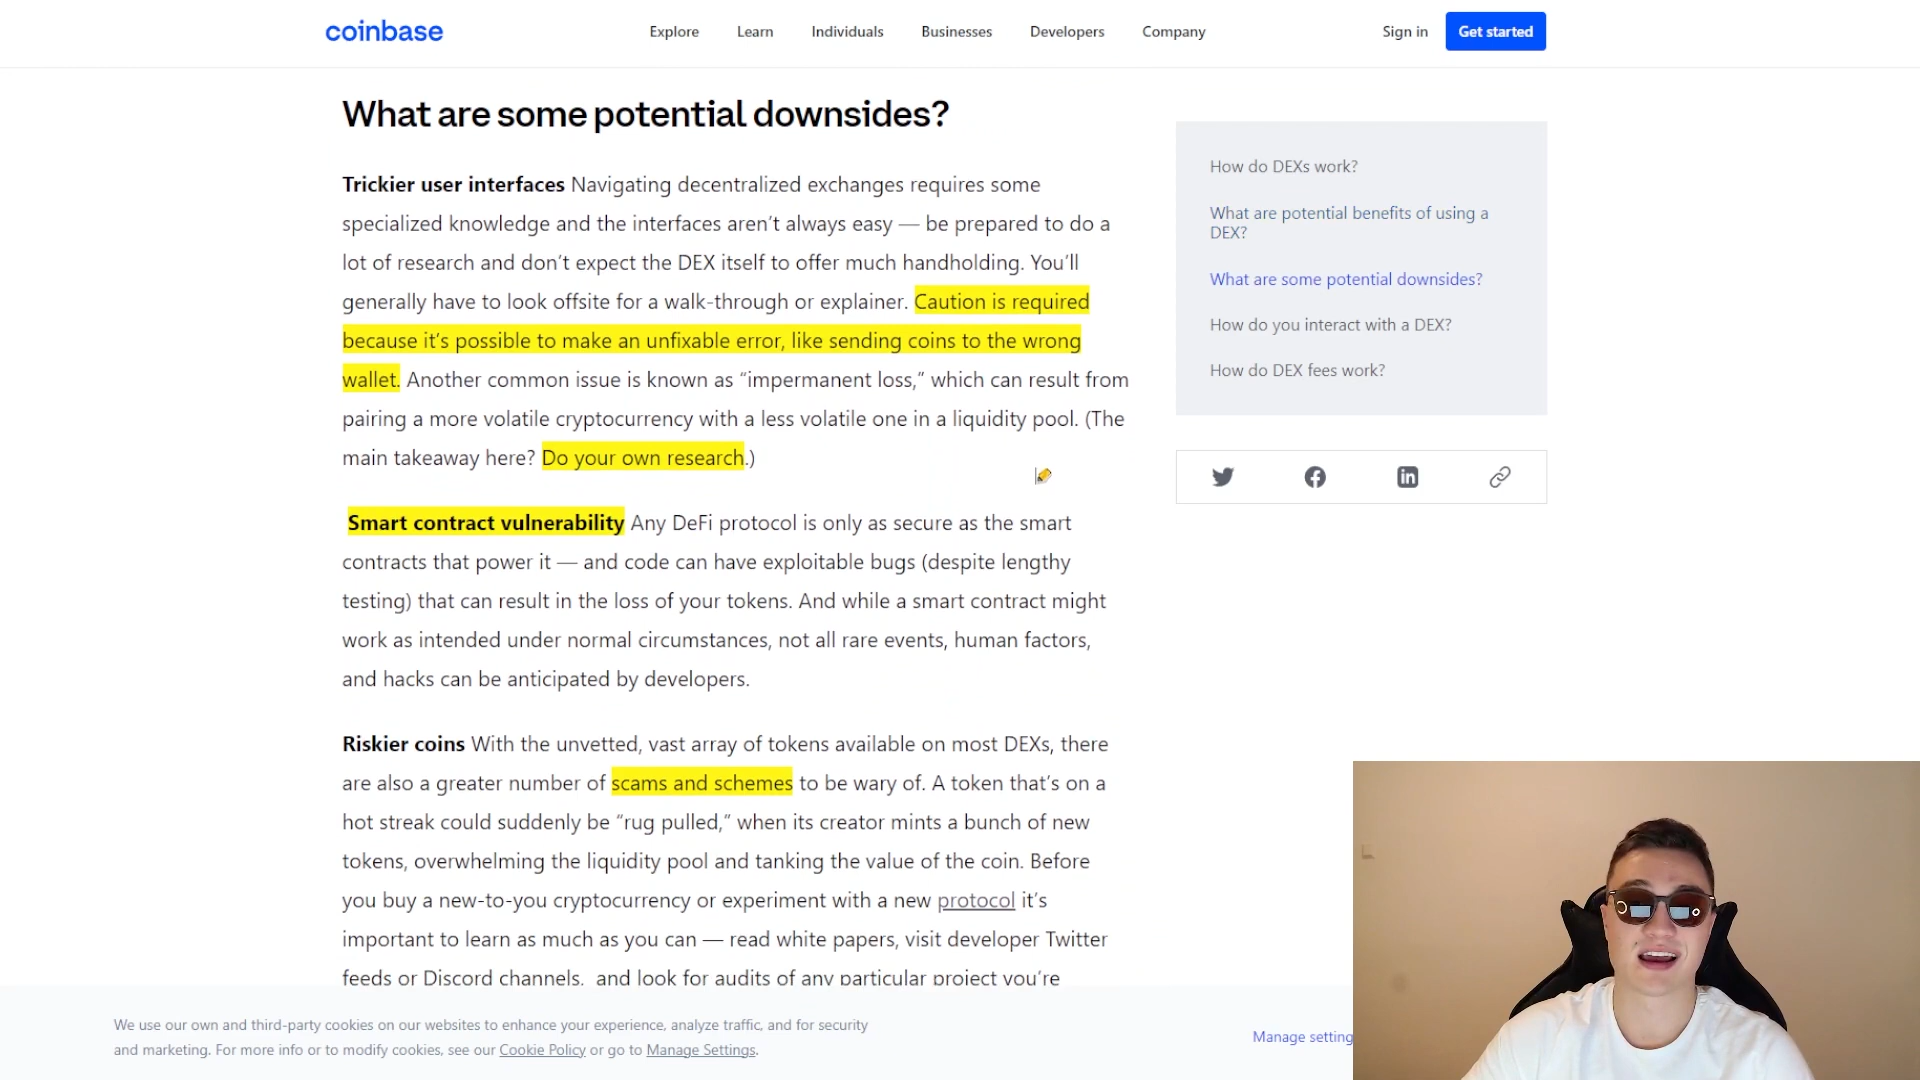 coinbase
Explore
Learn
Individuals
Businesses
Developers
Company
Sign in
Get started
What are some potential downsides?
Trickier user interfaces Navigating decentralized exchanges requires some
specialized knowledge and the interfaces aren’t always easy — be prepared to do a
lot of research and don’t expect the DEX itself to offer much handholding. You’ll
generally have to look offsite for a walk-through or explainer. Caution is required
because it’s possible to make an unfixable error, like sending coins to the wrong
wallet. Another common issue is known as “impermanent loss,” which can result from
pairing a more volatile cryptocurrency with a less volatile one in a liquidity pool. (The
main takeaway here? Do your own research.)
Smart contract vulnerability Any DeFi protocol is only as secure as the smart
contracts that power it — and code can have exploitable bugs (despite lengthy
testing) that can result in the loss of your tokens. And while a smart contract might
work as intended under normal circumstances, not all rare events, human factors,
and hacks can be anticipated by developers.
Riskier coins With the unvetted, vast array of tokens available on most DEXs, there
are also a greater number of scams and schemes to be wary of. A token that’s on a
hot streak could suddenly be “rug pulled,” when its creator mints a bunch of new
tokens, overwhelming the liquidity pool and tanking the value of the coin. Before
you buy a new-to-you cryptocurrency or experiment with a new protocol it’s
important to learn as much as you can — read white papers, visit developer Twitter
feeds or Discord channels, and look for audits of any particular project you’re
How do DEXs work?
What are potential benefits of using a
DEX?
What are some potential downsides?
How do you interact with a DEX?
How do DEX fees work?
We use our own and third-party cookies on our websites to enhance your experience, analyze traffic, and for security
and marketing. For more info or to modify cookies, see our Cookie Policy or go to Manage Settings.
Manage setting